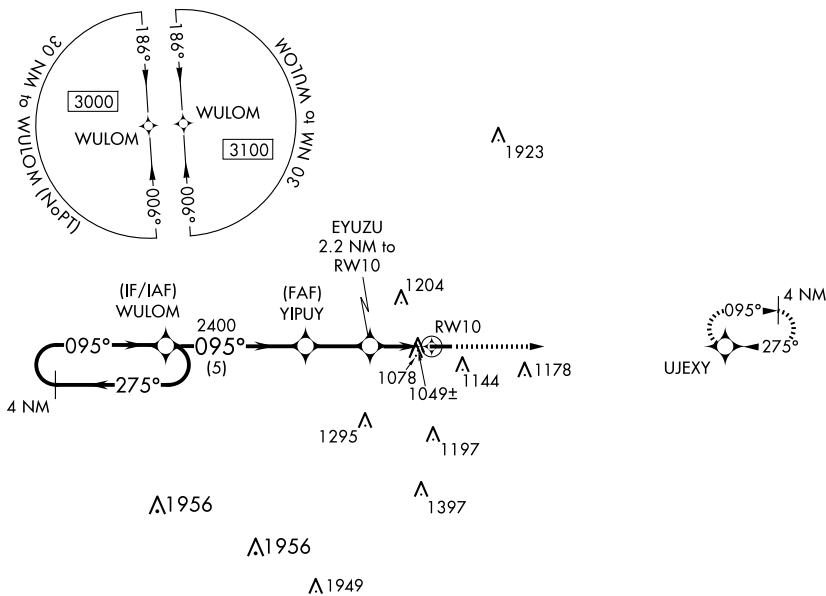 30 NM to WULOM (NoPT)
186°
186°
30 NM to WULOM
3000
WULOM
WULOM
3100
006°
006°
1923
EYUZU
2.2 NM to
RW10
(IF/IAF)
WULOM
(FAF)
YIPUY
1204
RW10
095°
4 NM
2400
095°
(5)
095°
275°
275°
UJEXY
4 NM
1078
1049±
1144
1178
1295
1197
1397
1956
1956
1949